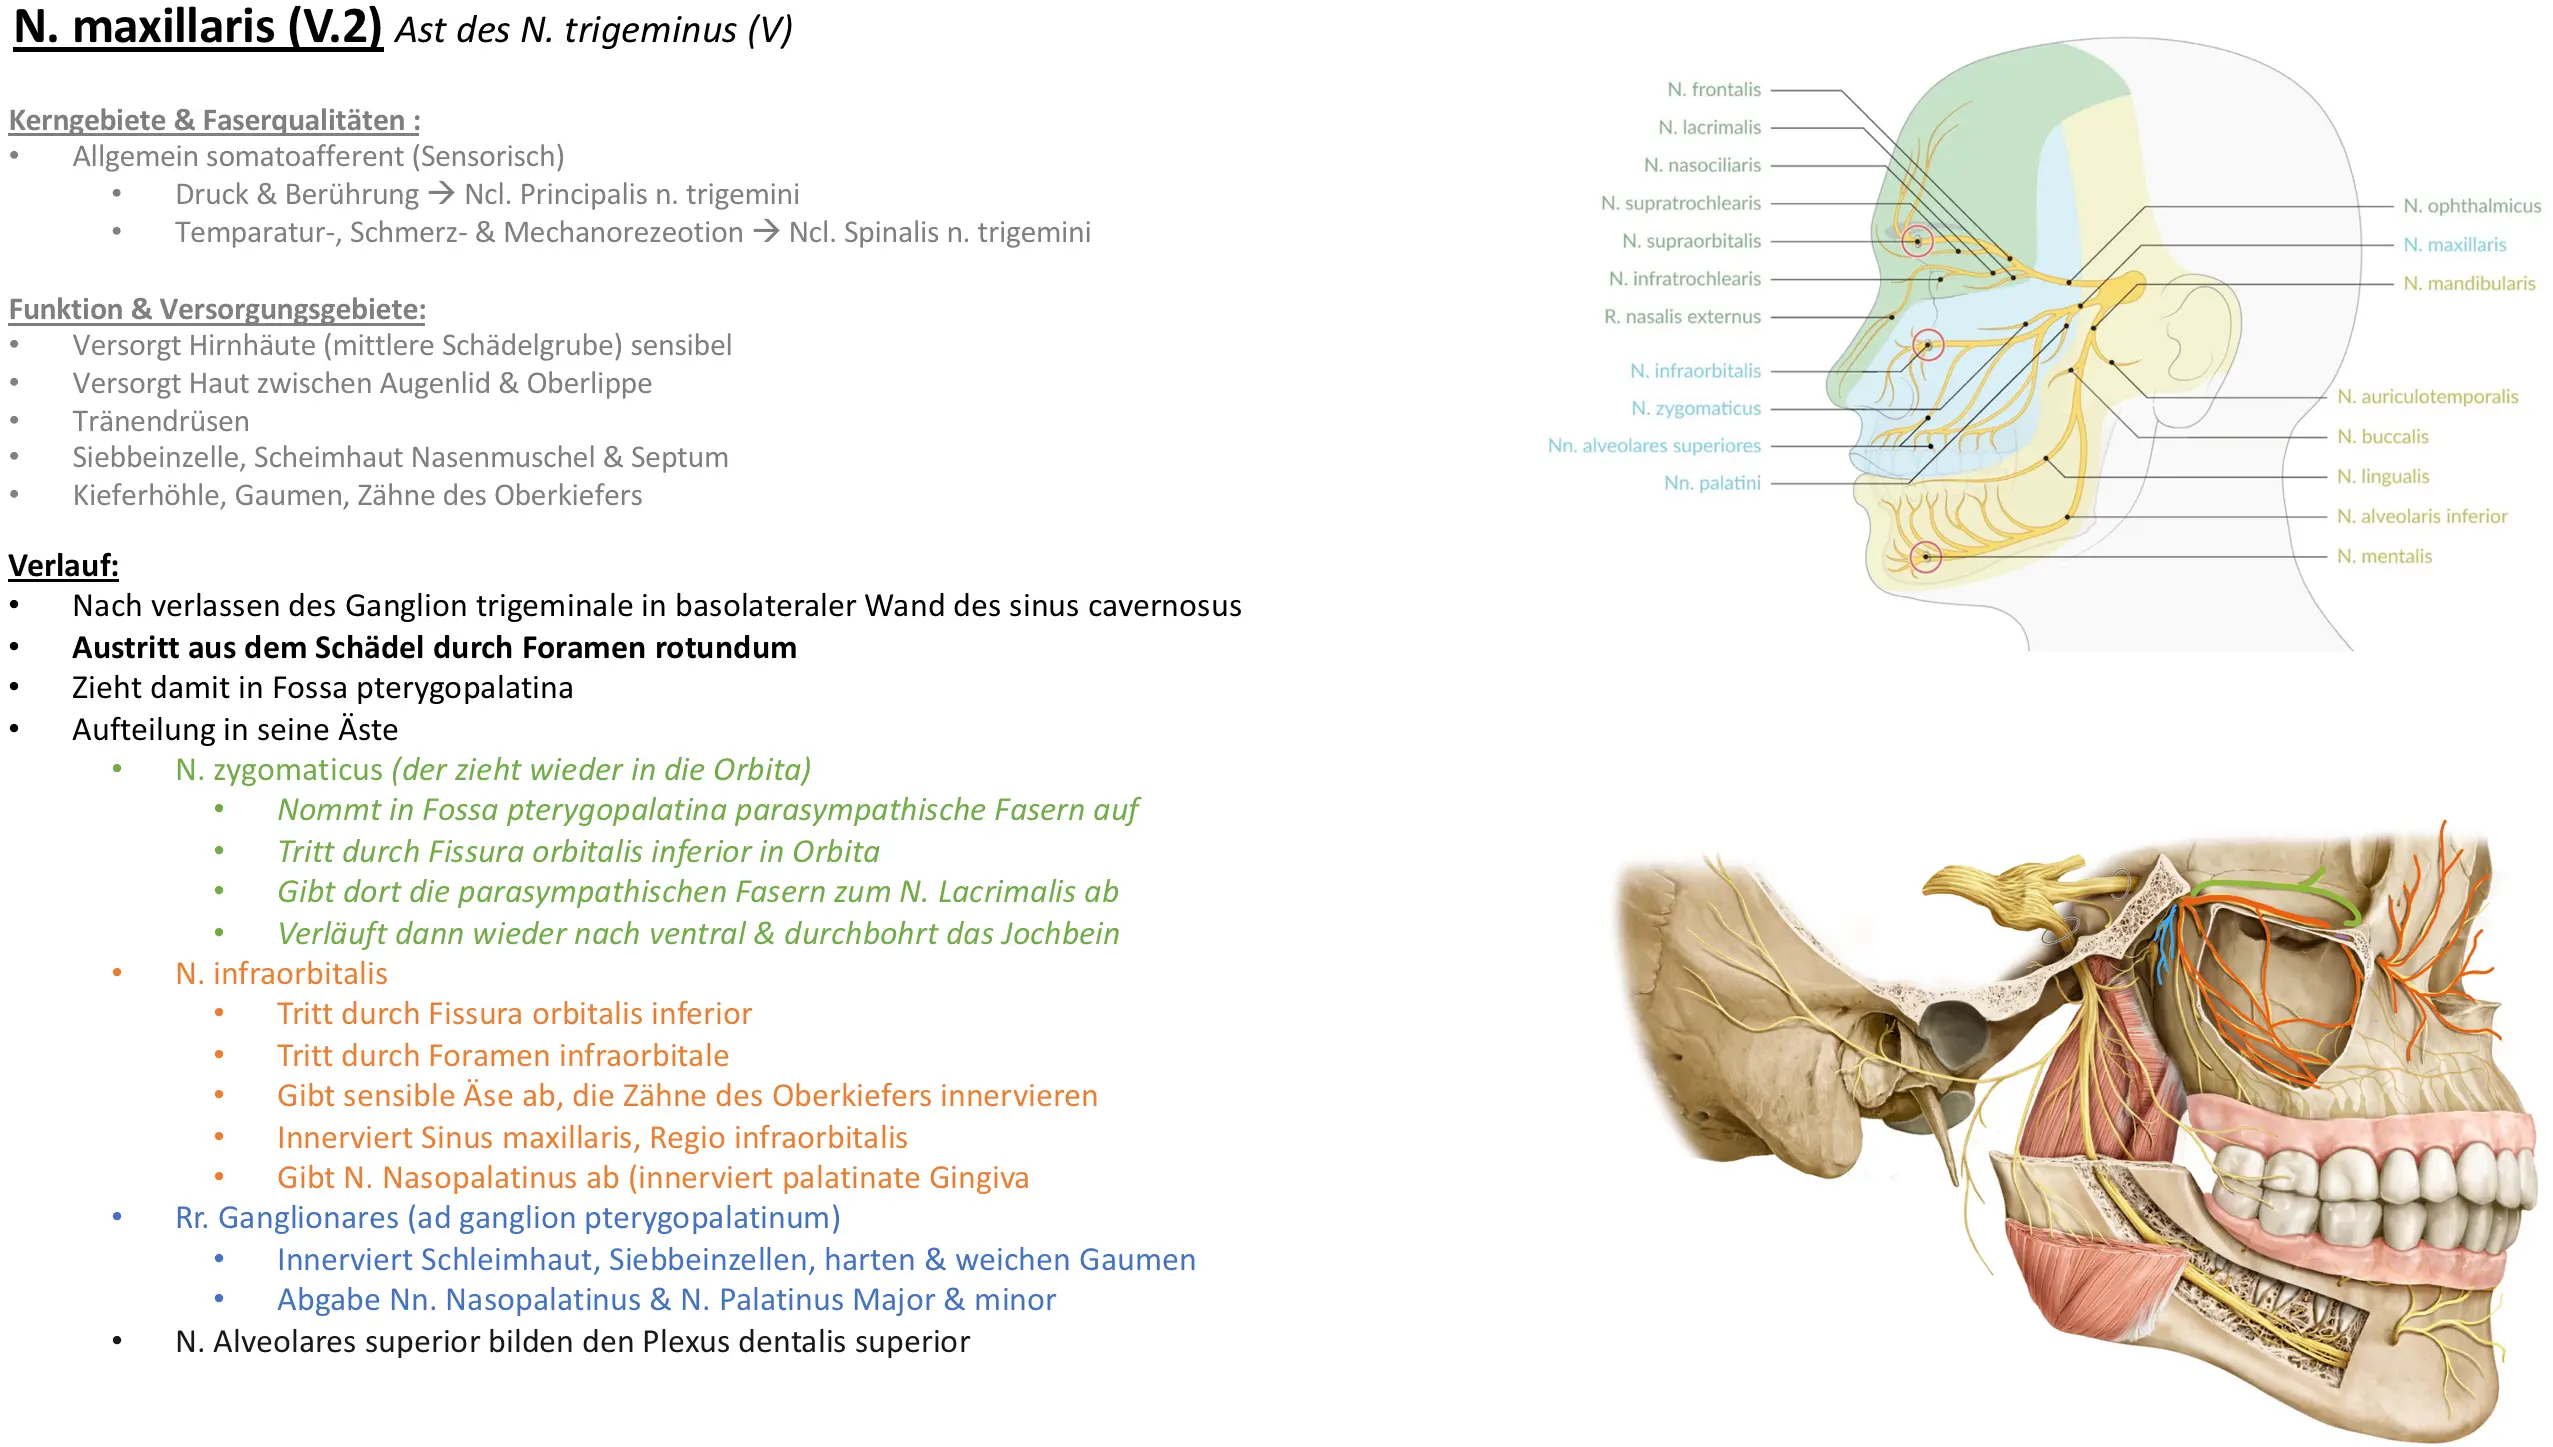 N. maxillaris (V.2) Ast des N. trigeminus (V)
Kerngebiete & Faserqualitäten :
• Allgemein somatoafferent (Sensorisch)
• Druck & Berührung → Ncl. Principalis n. trigemini
• Temparatur-, Schmerz- & Mechanorezeotion → Ncl. Spinalis n. trigemini
Funktion & Versorgungsgebiete:
• Versorgt Hirnhäute (mittlere Schädelgrube) sensibel
• Versorgt Haut zwischen Augenlid & Oberlippe
• Tränendrüsen
• Siebbeinzelle, Scheimhaut Nasenmuschel & Septum
• Kieferhöhle, Gaumen, Zähne des Oberkiefers
Verlauf:
• Nach verlassen des Ganglion trigeminale in basolateraler Wand des sinus cavernosus
• Austritt aus dem Schädel durch Foramen rotundum
• Zieht damit in Fossa pterygopalatina
• Aufteilung in seine Äste
• N. zygomaticus (der zieht wieder in die Orbita)
• Nommt in Fossa pterygopalatina parasympathische Fasern auf
• Tritt durch Fissura orbitalis inferior in Orbita
• Gibt dort die parasympathischen Fasern zum N. Lacrimalis ab
• Verläuft dann wieder nach ventral & durchbohrt das Jochbein
• N. infraorbitalis
• Tritt durch Fissura orbitalis inferior
• Tritt durch Foramen infraorbitale
• Gibt sensible Äse ab, die Zähne des Oberkiefers innervieren
• Innerviert Sinus maxillaris, Regio infraorbitalis
• Gibt N. Nasopalatinus ab (innerviert palatinate Gingiva
• Rr. Ganglionares (ad ganglion pterygopalatinum)
• Innerviert Schleimhaut, Siebbeinzellen, harten & weichen Gaumen
• Abgabe Nn. Nasopalatinus & N. Palatinus Major & minor
• N. Alveolares superior bilden den Plexus dentalis superior
N. frontalis
N. lacrimalis
N. nasociliaris
N. supratrochlearis
N. supraorbitalis
N. infratrochlearis
R. nasalis externus
N. infraorbitalis
N. zygomaticus
Nn. alveolares superiores
Nn. palatini
N. ophthalmicus
N. maxillaris
N. mandibularis
N. auriculotemporalis
N. buccalis
N. lingualis
N. alveolaris inferior
N. mentalis